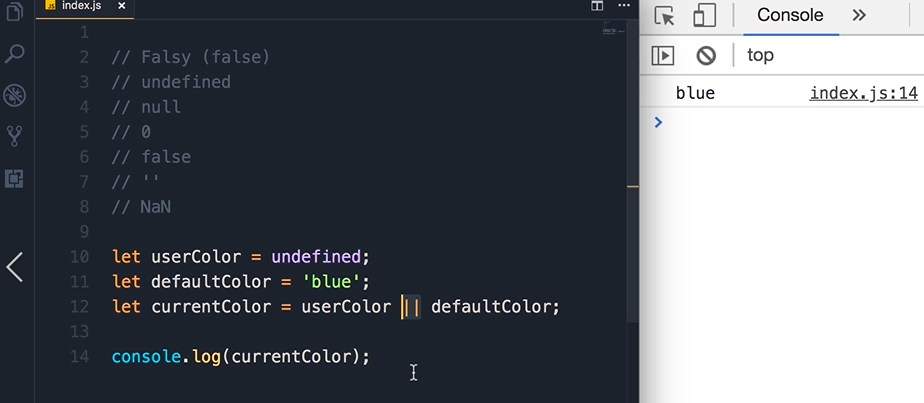 index.js
1
2 // Falsy (false)
3 // undefined
4 // null
5 // 0
6 // false
7 // ''
8 // NaN
9
10 let userColor = undefined;
11 let defaultColor = 'blue';
12 let currentColor = userColor || defaultColor;
13
14 console.log(currentColor);
Console
top
blue index.js:14